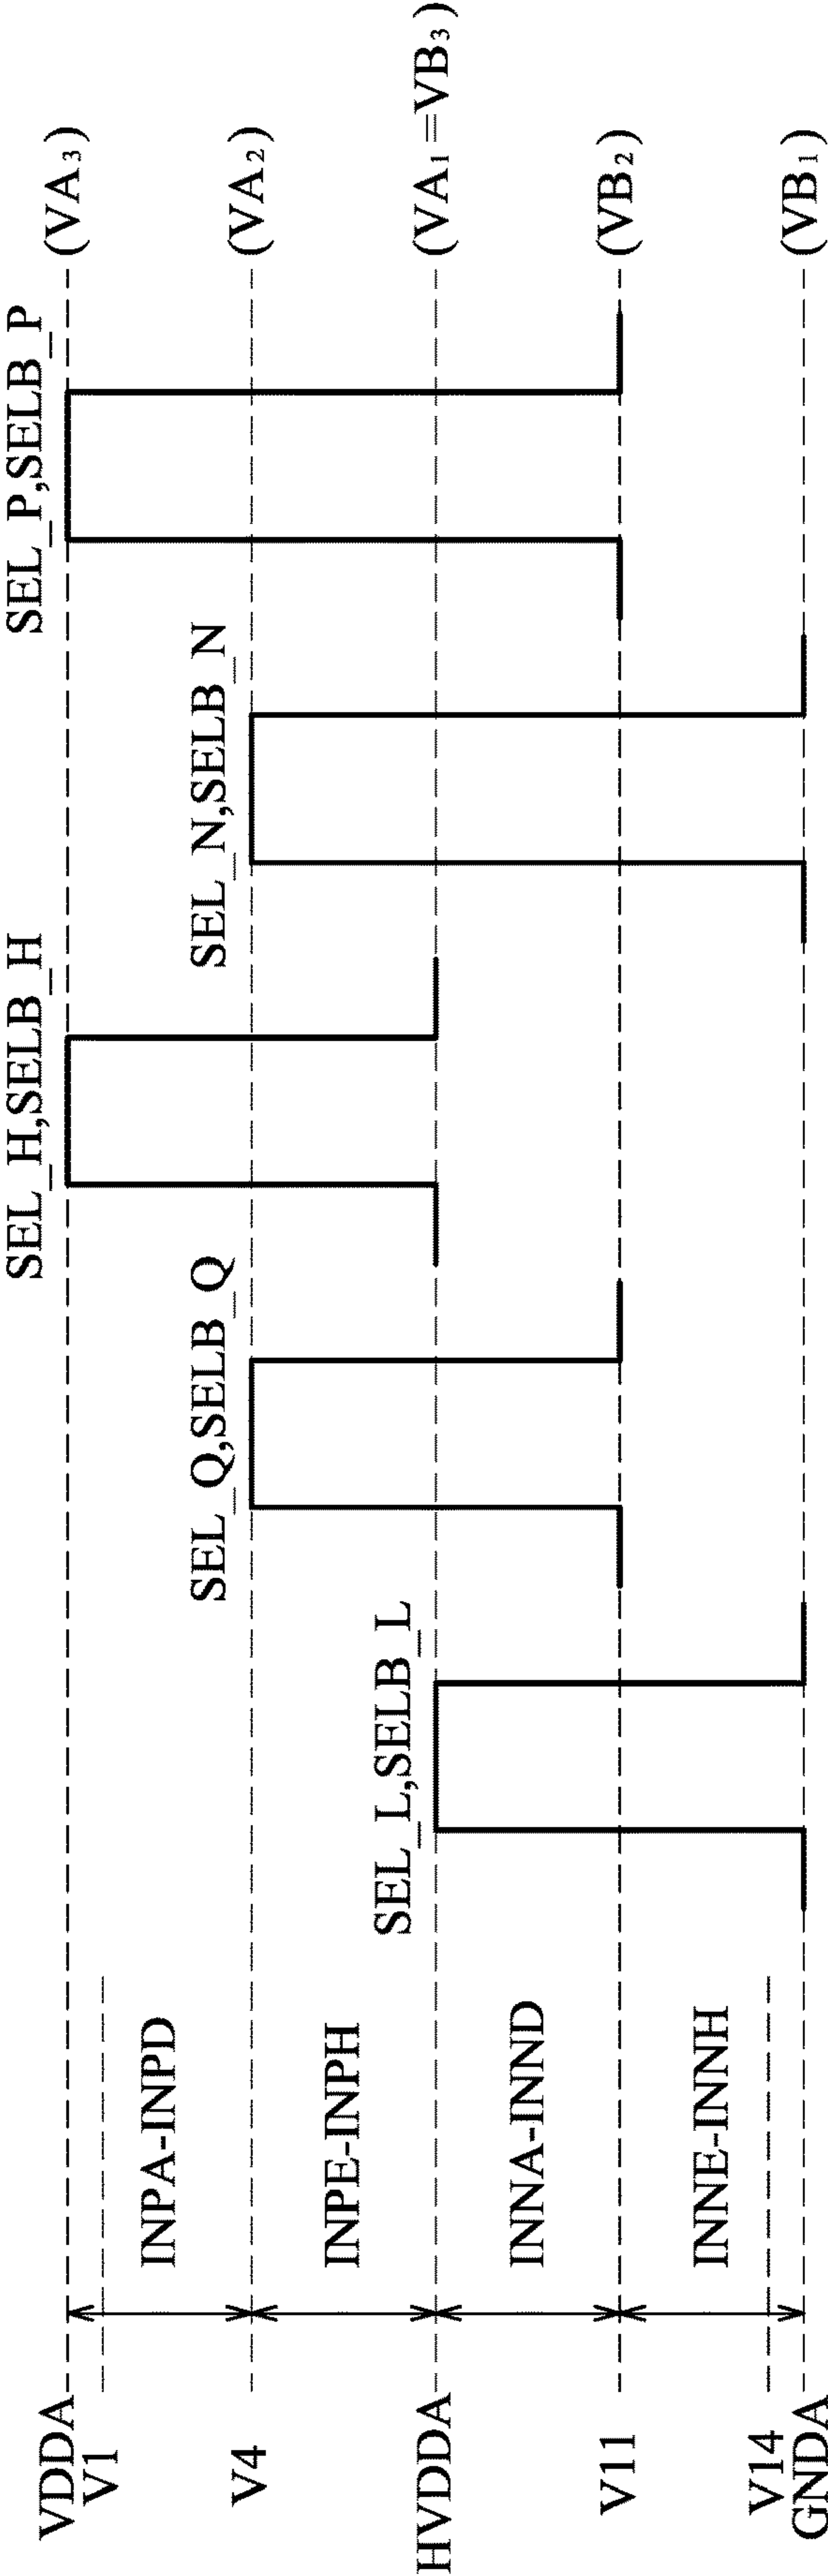 VDDA
V1
V4
HVDDA
V11
V14
GNDA
INPA-INPD
INPE-INPH
INNA-INND
INNE-INNH
SEL_L,SELB_L
SEL_Q,SELB_Q
SEL_H,SELB_H
SEL_N,SELB_N
SEL_P,SELB_P
(VA₃)
(VA₂)
(VA₁=VB₃)
(VB₂)
(VB₁)